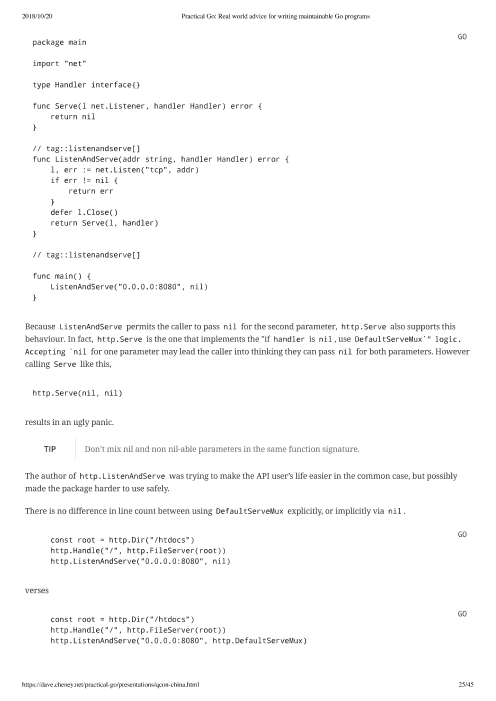 2018/10/20 Practical Go: Real world advice for writing maintainable Go programs
GO
package main
import "net"
type Handler interface{}
func Serve(l net.Listener, handler Handler) error {
return nil
}
// tag::listenandserve[]
func ListenAndServe(addr string, handler Handler) error {
l, err := net.Listen("tcp", addr)
if err != nil {
return err
}
defer l.Close()
return Serve(l, handler)
}
// tag::listenandserve[]
func main() {
ListenAndServe("0.0.0.0:8080", nil)
}
Because ListenAndServe permits the caller to pass nil for the second parameter, http.Serve also supports this
behaviour. In fact, http.Serve is the one that implements the "if handler is nil, use DefaultServeMux`" logic.
Accepting `nil for one parameter may lead the caller into thinking they can pass nil for both parameters. However
calling Serve like this,
http.Serve(nil, nil)
results in an ugly panic.
TIP Don't mix nil and non nil-able parameters in the same function signature.
The author of http.ListenAndServe was trying to make the API user's life easier in the common case, but possibly
made the package harder to use safely.
There is no difference in line count between using DefaultServeMux explicitly, or implicitly via nil.
GO
const root = http.Dir("/htdocs")
http.Handle("/", http.FileServer(root))
http.ListenAndServe("0.0.0.0:8080", nil)
verses
GO
const root = http.Dir("/htdocs")
http.Handle("/", http.FileServer(root))
http.ListenAndServe("0.0.0.0:8080", http.DefaultServeMux)
https://dave.cheney.net/practical-go/presentations/qcon-china.html 25/45